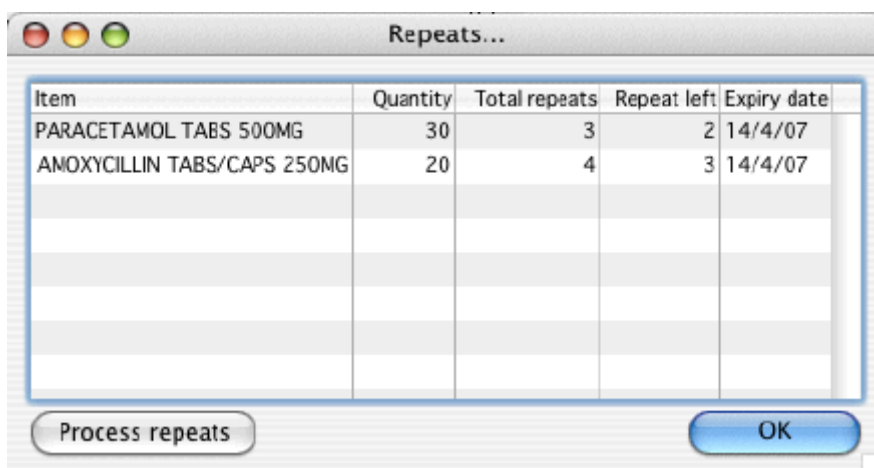 Repeats...
Item Quantity Total repeats Repeat left Expiry date
PARACETAMOL TABS 500MG 30 3 2 14/4/07
AMOXYCILLIN TABS/CAPS 250MG 20 4 3 14/4/07
Process repeats OK